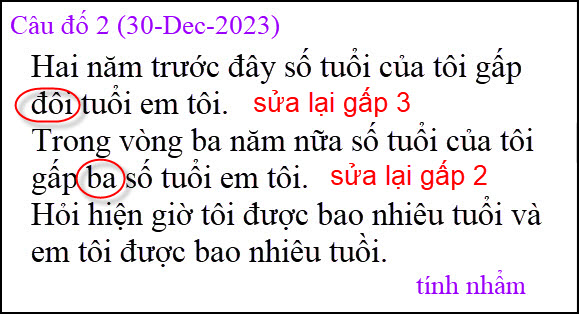 Câu đố 2 (30-Dec-2023)
Hai năm trước đây số tuổi của tôi gấp
đôi tuổi em tôi. sửa lại gấp 3
Trong vòng ba năm nữa số tuổi của tôi
gấp ba số tuổi em tôi. sửa lại gấp 2
Hỏi hiện giờ tôi được bao nhiêu tuổi và
em tôi được bao nhiêu tuồi.
tính nhẩm